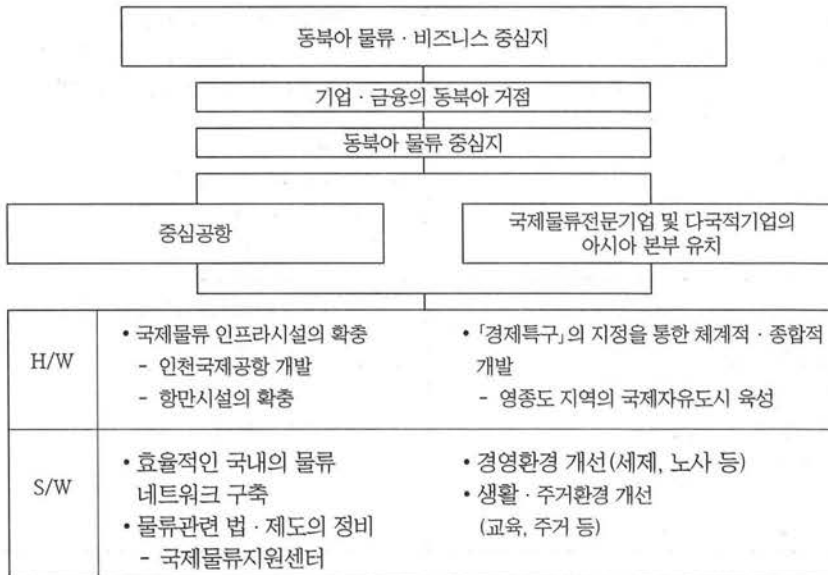 동북아 물류 · 비즈니스 중심지
기업 · 금융의 동북아 거점
동북아 물류 중심지
중심공항
국제물류전문기업 및 다국적기업의
아시아 본부 유치
H/W
• 국제물류 인프라시설의 확충
- 인천국제공항 개발
- 항만시설의 확충
• 「경제특구」의 지정을 통한 체계적 · 종합적
개발
- 영종도 지역의 국제자유도시 육성
S/W
• 효율적인 국내의 물류
네트워크 구축
• 물류관련 법 · 제도의 정비
- 국제물류지원센터
• 경영환경 개선(세제, 노사 등)
• 생활 · 주거환경 개선
(교육, 주거 등)